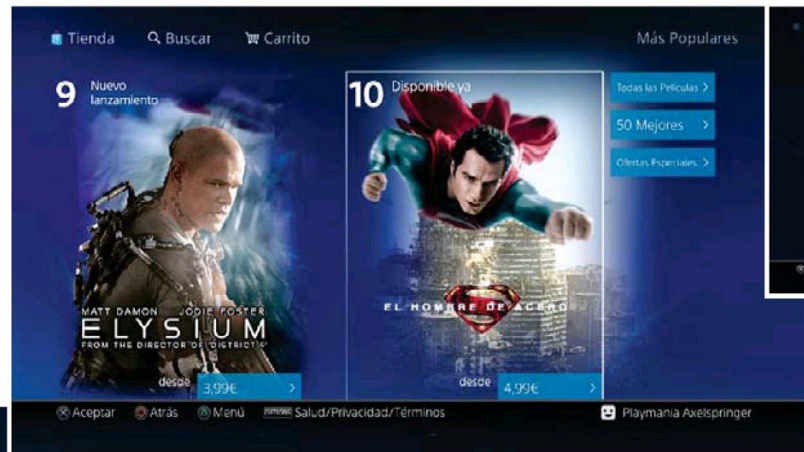 Tienda Buscar Carrito Más Populares
9 Nuevo lanzamiento
10 Disponible ya
Todas las Películas >
50 Mejores >
Ofertas Especiales >
MATT DAMON JODIE FOSTER
ELYSIUM
FROM THE DIRECTOR OF DISTRICT 9
EL HOMBRE DE ACERO
desde 3,99€ >
desde 4,99€ >
Aceptar Atrás Menú OPTIONS Salud/Privacidad/Términos Playmania Axelspringer